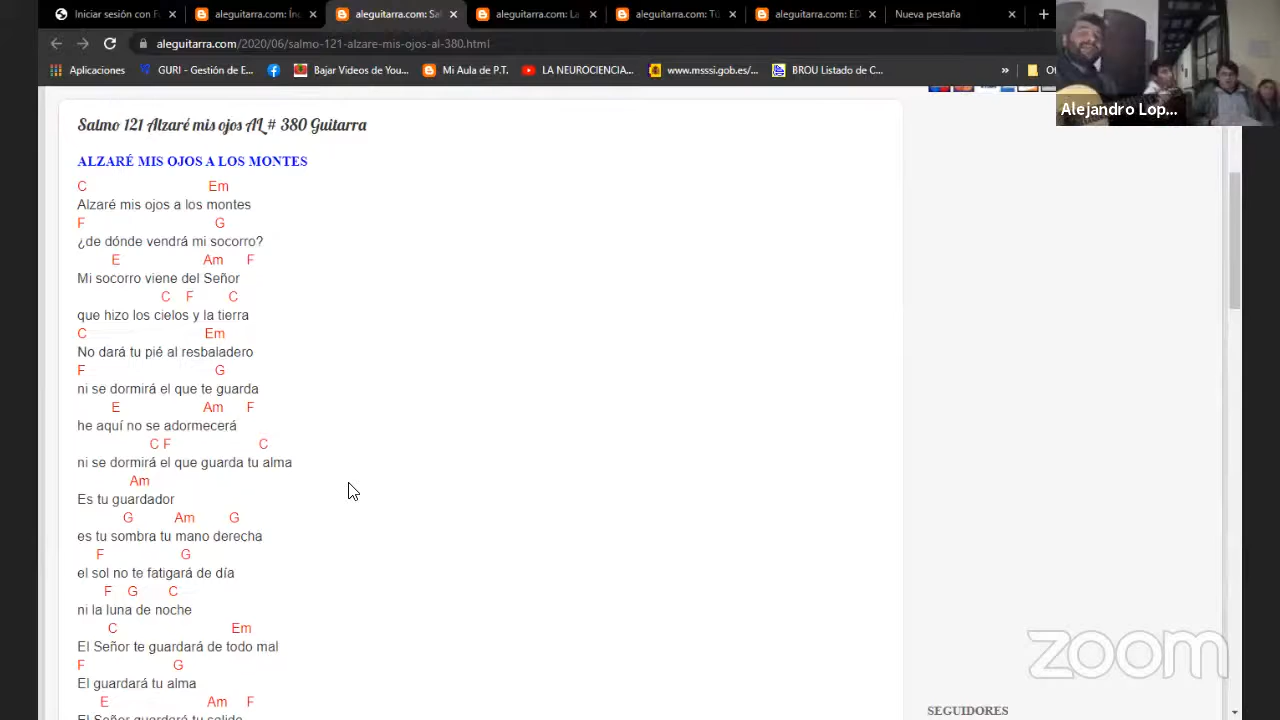 Iniciar sesión con Fa
aleguitarra.com: Índ
aleguitarra.com: Sal
aleguitarra.com: La
aleguitarra.com: Tú
aleguitarra.com: ED
Nueva pestaña
aleguitarra.com/2020/06/salmo-121-alzare-mis-ojos-al-380.html
Aplicaciones
GURI - Gestión de E...
Bajar Videos de You...
Mi Aula de P.T.
LA NEUROCIENCIA...
www.msssi.gob.es/...
BROU Listado de C...
»
Alejandro Lop...
Salmo 121 Alzaré mis ojos AL # 380 Guitarra
ALZARÉ MIS OJOS A LOS MONTES
C Em
Alzaré mis ojos a los montes
F G
¿de dónde vendrá mi socorro?
E Am F
Mi socorro viene del Señor
C F C
que hizo los cielos y la tierra
C Em
No dará tu pié al resbaladero
F G
ni se dormirá el que te guarda
E Am F
he aquí no se adormecerá
C F C
ni se dormirá el que guarda tu alma
Am
Es tu guardador
G Am G
es tu sombra tu mano derecha
F G
el sol no te fatigará de día
F G C
ni la luna de noche
C Em
El Señor te guardará de todo mal
F G
El guardará tu alma
E Am F
El Señor guardará tu salida
zoom
SEGUIDORES